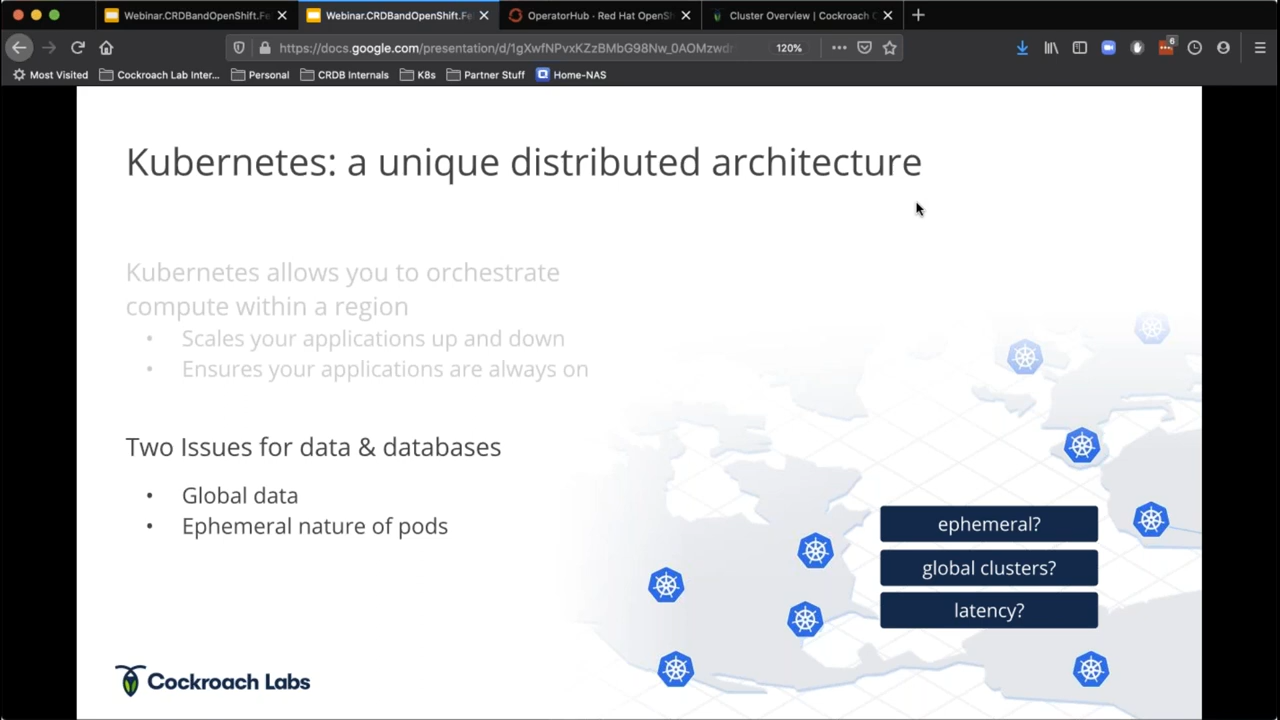 Webinar.CRDBandOpenShift.Fe
Webinar.CRDBandOpenShift.Fe
OperatorHub · Red Hat OpenSh
Cluster Overview | Cockroach C
https://docs.google.com/presentation/d/1gXwfNPvxKZzBMbG98Nw_0AOMzwdr
120%
6
Most Visited
Cockroach Lab Inter...
Personal
CRDB Internals
K8s
Partner Stuff
Home-NAS
Kubernetes: a unique distributed architecture
Kubernetes allows you to orchestrate
compute within a region
• Scales your applications up and down
• Ensures your applications are always on
Two Issues for data & databases
• Global data
• Ephemeral nature of pods
ephemeral?
global clusters?
latency?
Cockroach Labs